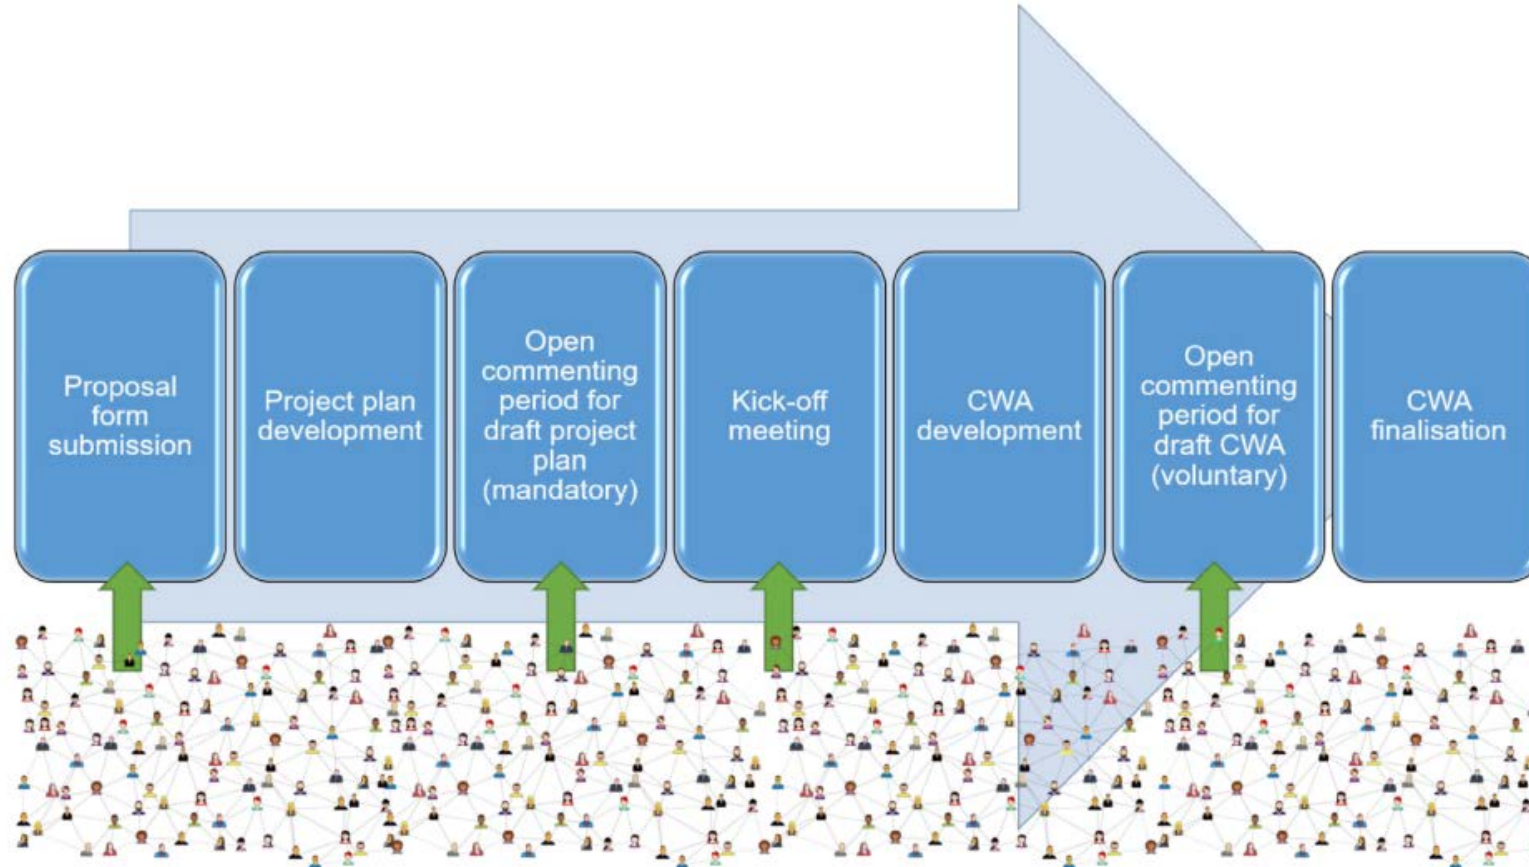 Proposal
form
submission
Project plan
development
Open
commenting
period for
draft project
plan
(mandatory)
Kick-off
meeting
CWA
development
Open
commenting
period for
draft CWA
(voluntary)
CWA
finalisation